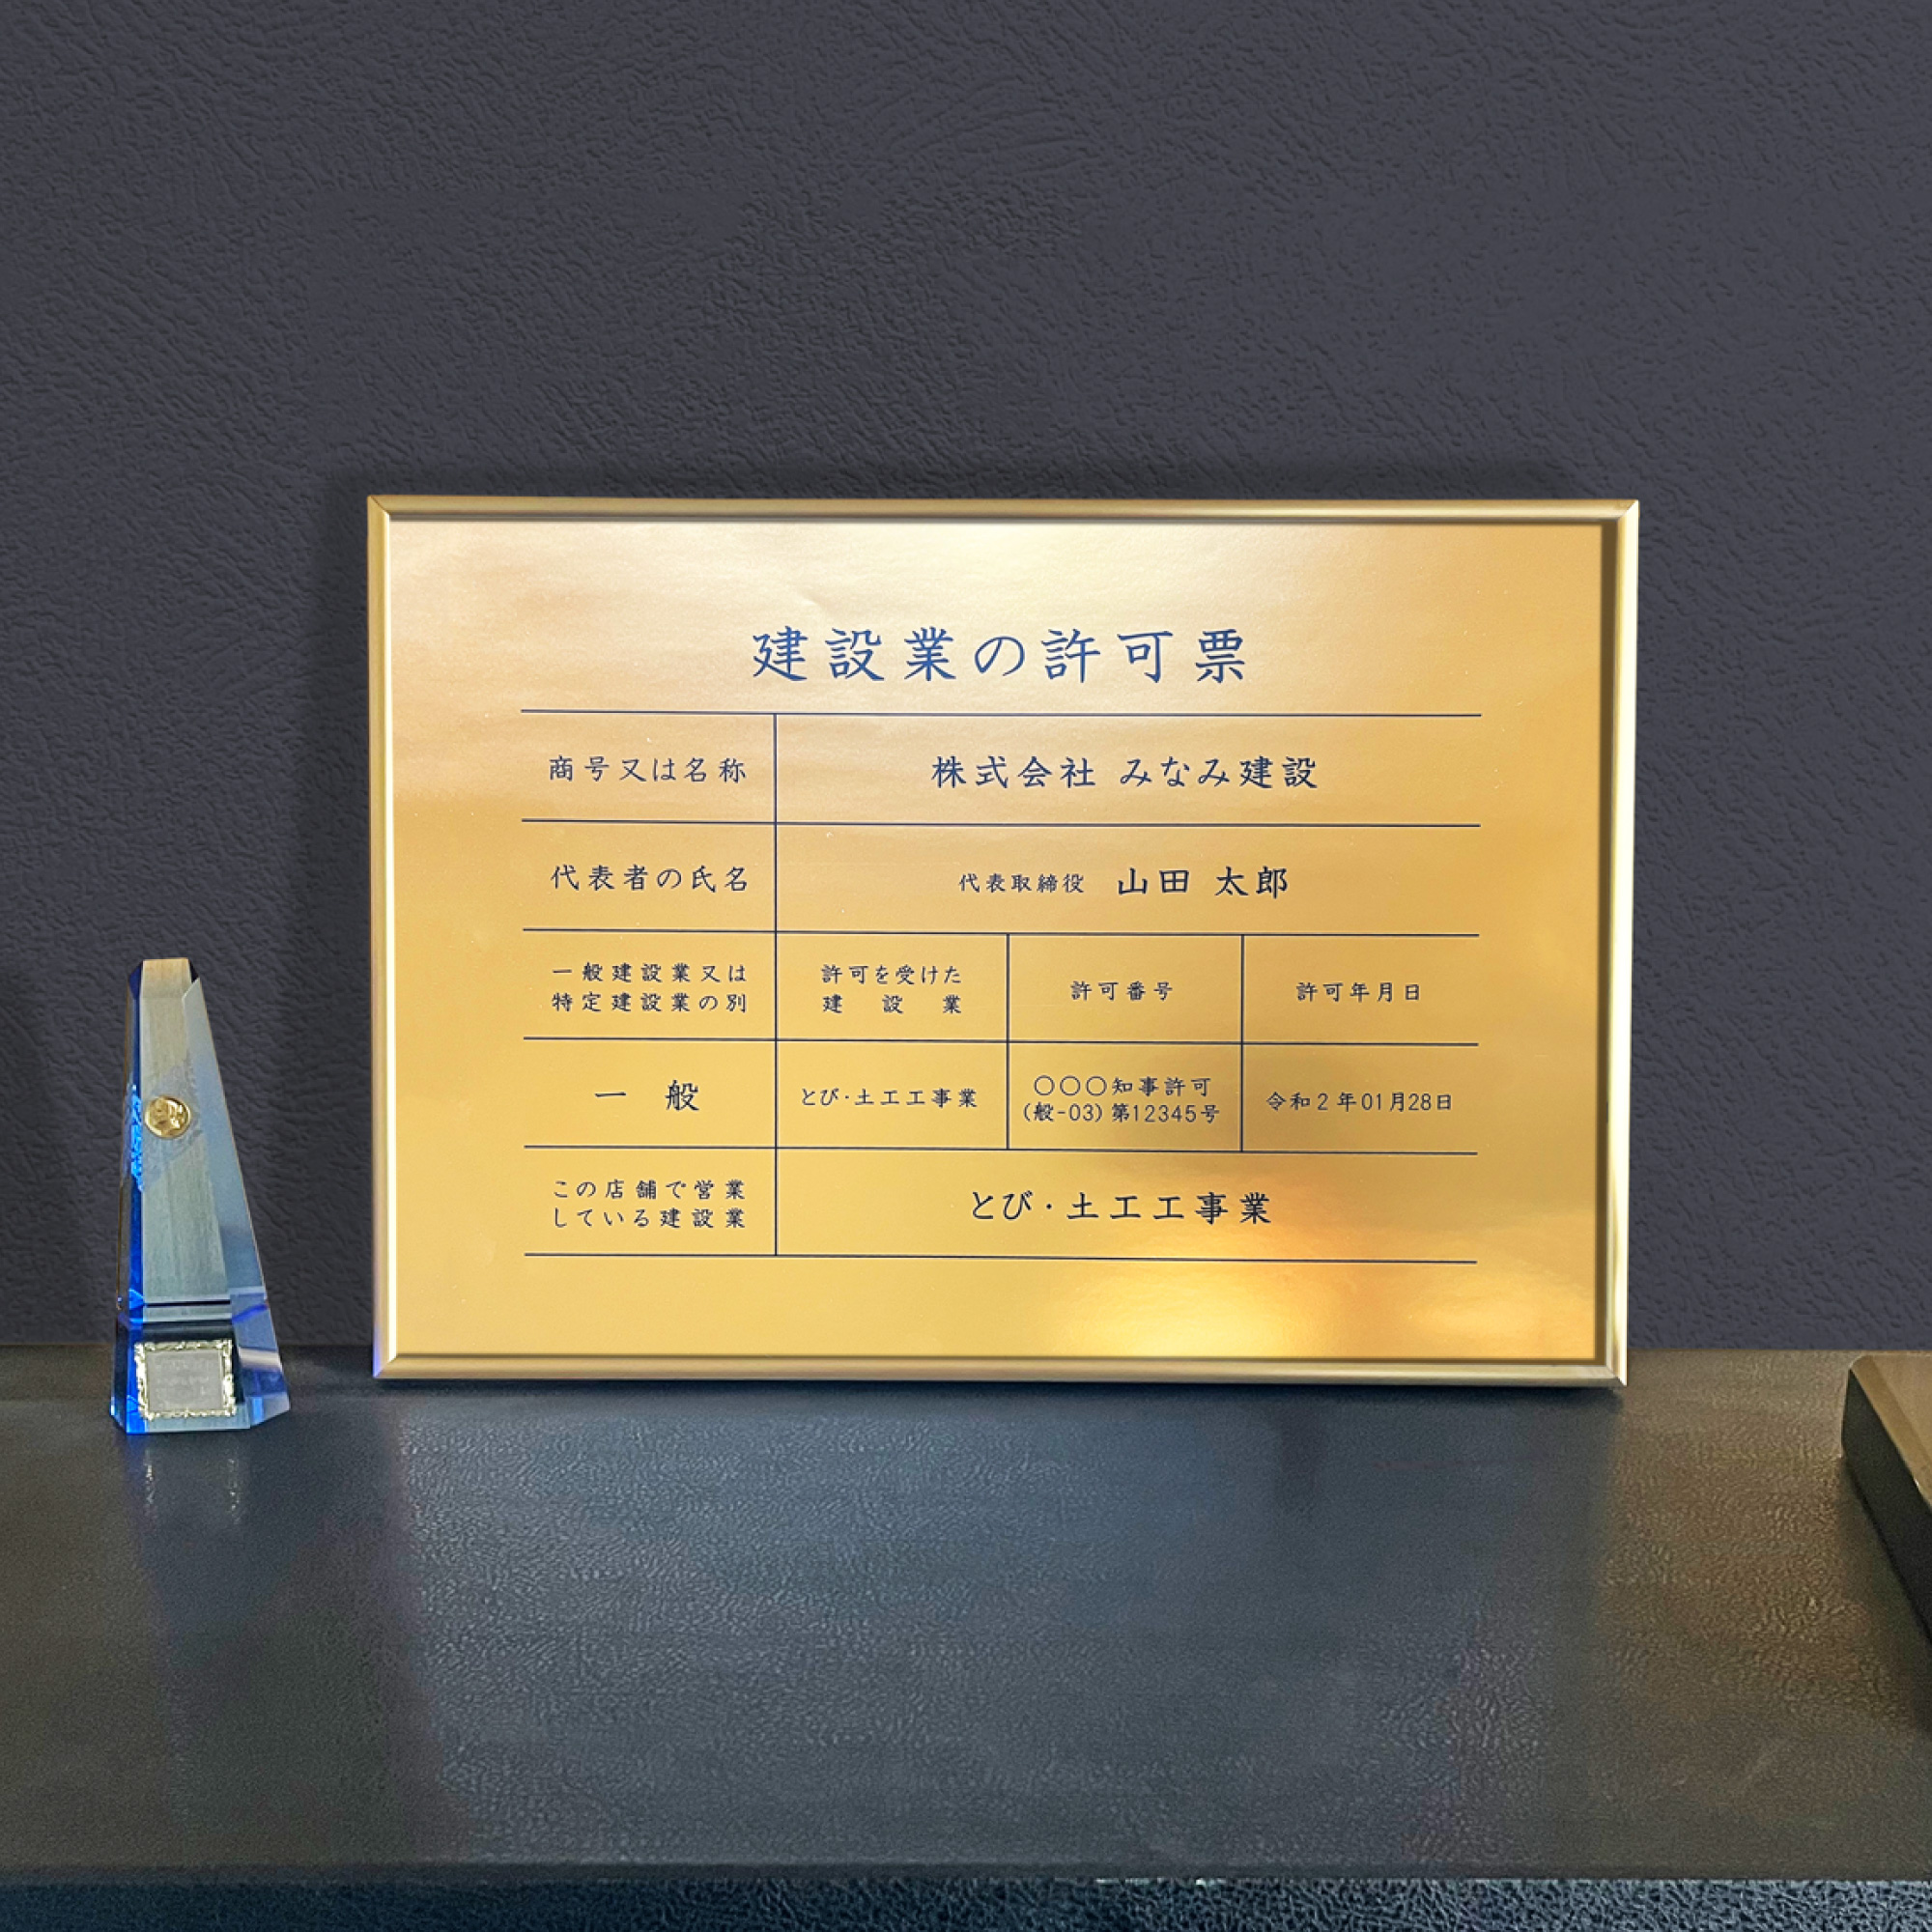 建設業の許可票
商号又は名称
株式会社 みなみ建設
代表者の氏名
代表取締役 山田 太郎
一般建設業又は
特定建設業の別
許可を受けた
建設業
許可番号
許可年月日
一般
とび・土工工事業
〇〇〇知事許可
(般-03)第12345号
令和2年01月28日
この店舗で営業
している建設業
とび・土工工事業